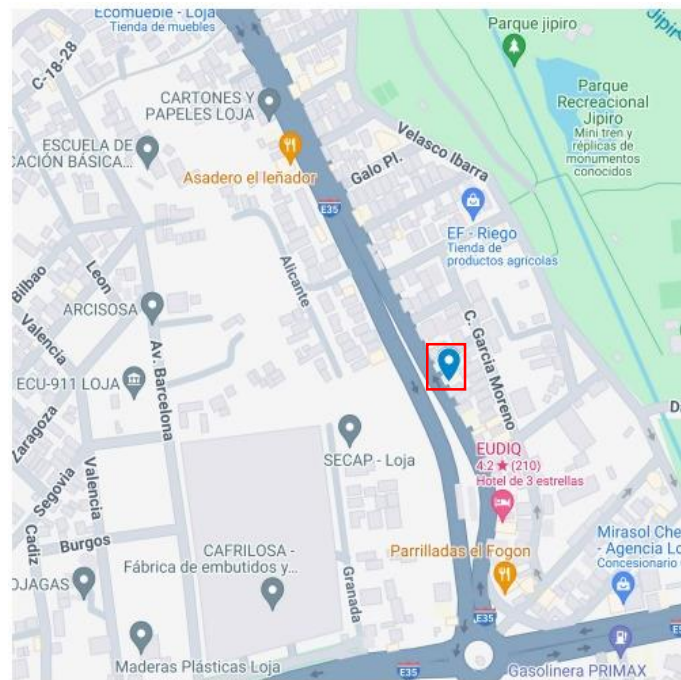 Ecomueble - Loja
Tienda de muebles
C-18-28
Parque jipiro
Jipiro
CARTONES Y
PAPELES LOJA
Parque
Recreacional
Jipiro
Mini tren y
réplicas de
monumentos
conocidos
ESCUELA DE
CACIÓN BÁSICA...
Velasco Ibarra
Asadero el leñador
Galo Pl.
E35
EF - Riego
Tienda de
productos agricolas
Alicante
Leon
Bilbao
Valencia
ARCISOSA
C. Garcia Moreno
Av. Barcelona
ECU-911 LOJA
Zaragoza
Segovia
Valencia
SECAP - Loja
EUDIQ
4.2 ★ (210)
Hotel de 3 estrellas
Cadiz
Burgos
CAFRILOSA -
Fábrica de embutidos y...
Granada
Parrilladas el Fogon
Mirasol Che
- Agencia Lo
Concesionario
OJAGAS
E35
Maderas Plásticas Loja
E35
Gasolinera PRIMAX